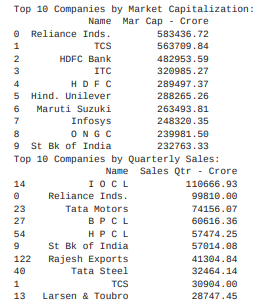 Top 10 Companies by Market Capitalization:
Name Mar Cap - Crore
0 Reliance Inds. 583436.72
1 TCS 563709.84
2 HDFC Bank 482953.59
3 ITC 320985.27
4 H D F C 289497.37
5 Hind. Unilever 288265.26
6 Maruti Suzuki 263493.81
7 Infosys 248320.35
8 O N G C 239981.50
9 St Bk of India 232763.33
Top 10 Companies by Quarterly Sales:
Name Sales Qtr - Crore
14 I O C L 110666.93
0 Reliance Inds. 99810.00
23 Tata Motors 74156.07
27 B P C L 60616.36
54 H P C L 57474.25
9 St Bk of India 57014.08
122 Rajesh Exports 41304.84
40 Tata Steel 32464.14
1 TCS 30904.00
13 Larsen & Toubro 28747.45